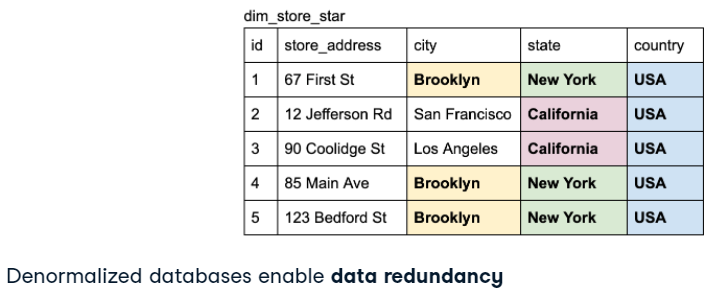 dim_store_star
id store_address city state country
1 67 First St Brooklyn New York USA
2 12 Jefferson Rd San Francisco California USA
3 90 Coolidge St Los Angeles California USA
4 85 Main Ave Brooklyn New York USA
5 123 Bedford St Brooklyn New York USA
Denormalized databases enable data redundancy